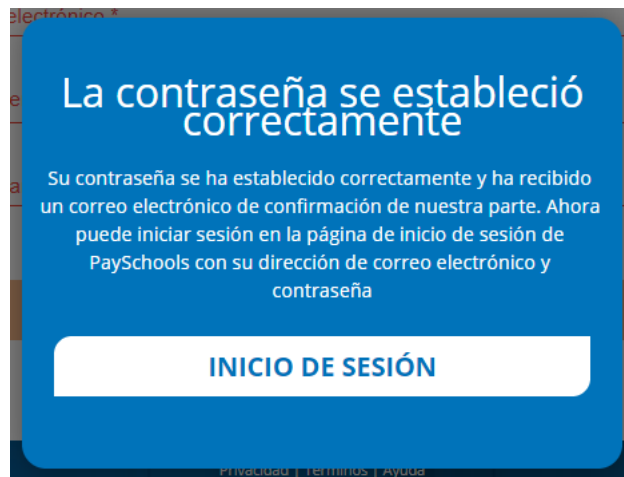 electrónico *
La contraseña se estableció
correctamente
Su contraseña se ha establecido correctamente y ha recibido
un correo electrónico de confirmación de nuestra parte. Ahora
puede iniciar sesión en la página de inicio de sesión de
PaySchools con su dirección de correo electrónico y
contraseña
INICIO DE SESIÓN
Privacidad | Términos | Ayuda